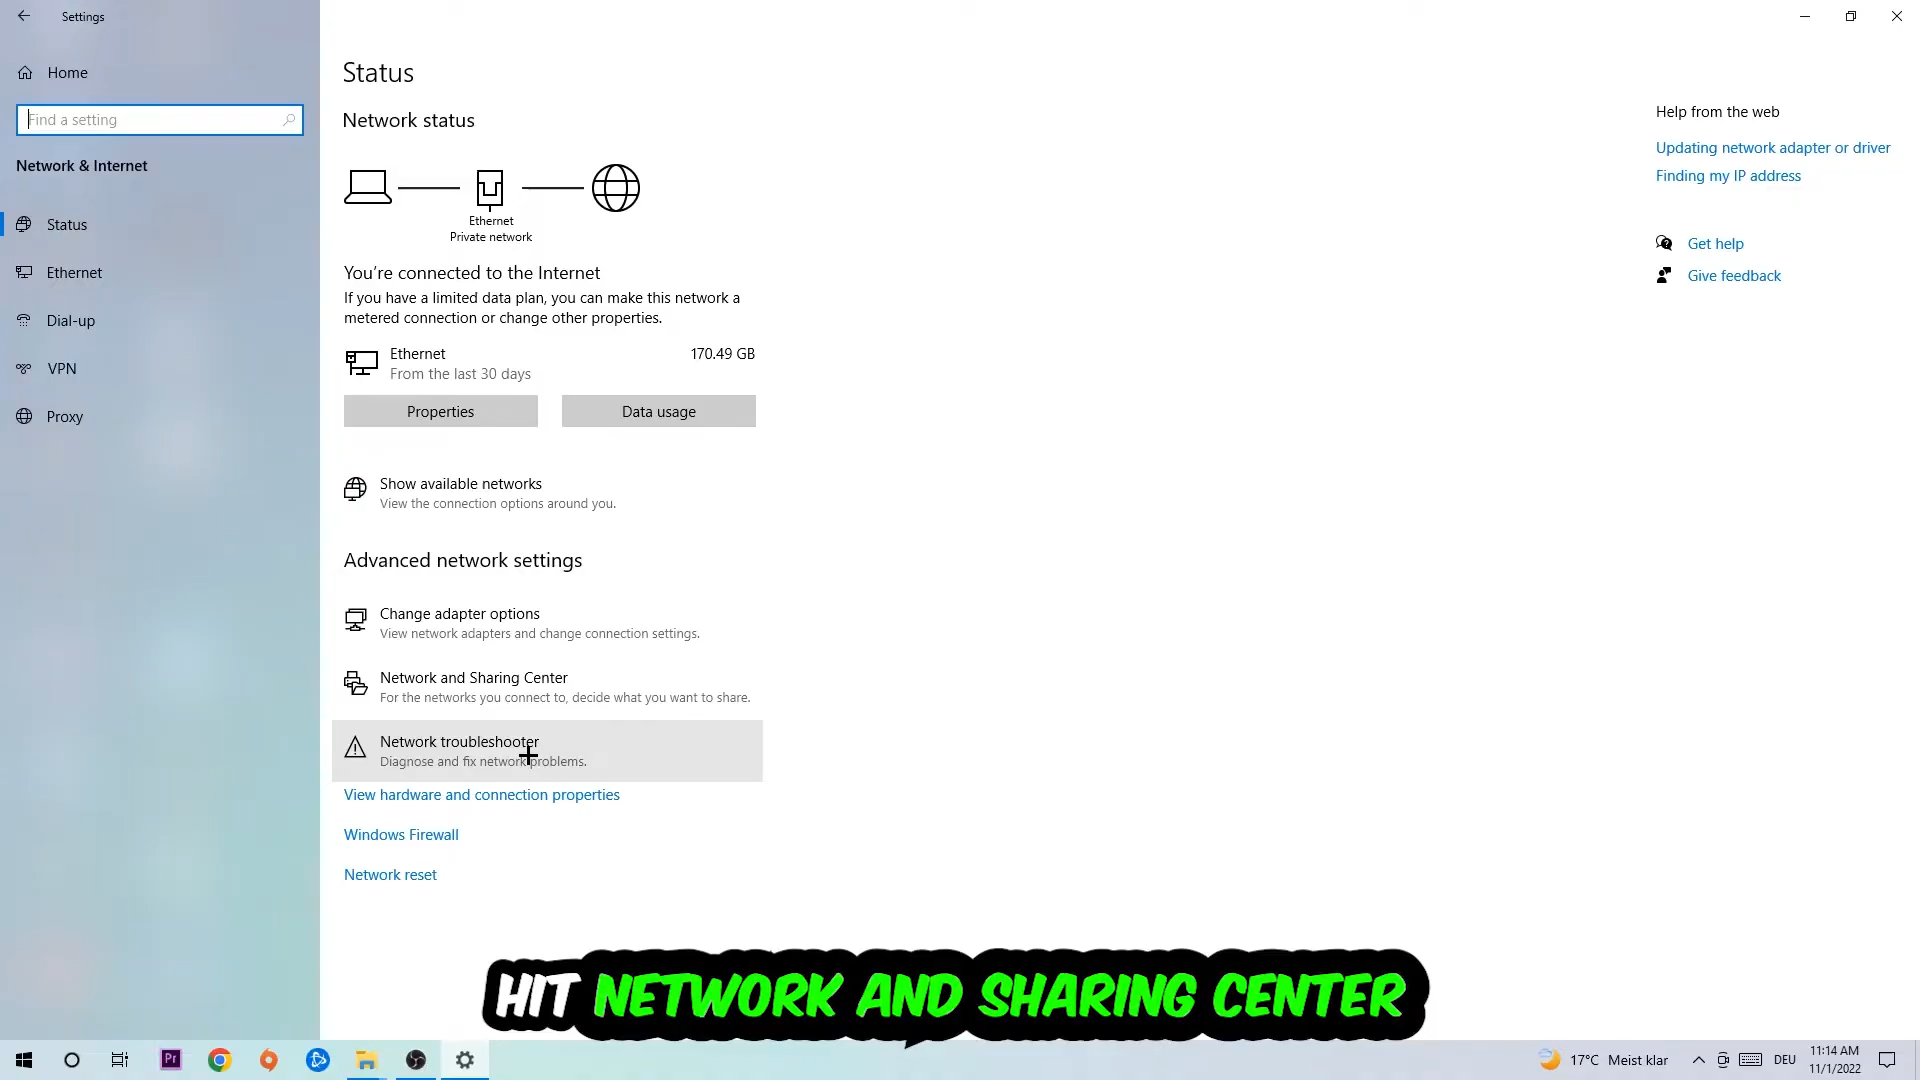 Settings
Home
Find a setting
Network & Internet
Status
Ethernet
Dial-up
VPN
Proxy
Status
Network status
Ethernet
Private network
You're connected to the Internet
If you have a limited data plan, you can make this network a
metered connection or change other properties.
Ethernet 170.49 GB
From the last 30 days
Properties Data usage
Show available networks
View the connection options around you.
Advanced network settings
Change adapter options
View network adapters and change connection settings.
Network and Sharing Center
For the networks you connect to, decide what you want to share.
Network troubleshooter
Diagnose and fix network problems.
View hardware and connection properties
Windows Firewall
Network reset
Help from the web
Updating network adapter or driver
Finding my IP address
Get help
Give feedback
HIT NETWORK AND SHARING CENTER
Pr
17°C Meist klar
DEU
11:14 AM
11/1/2022